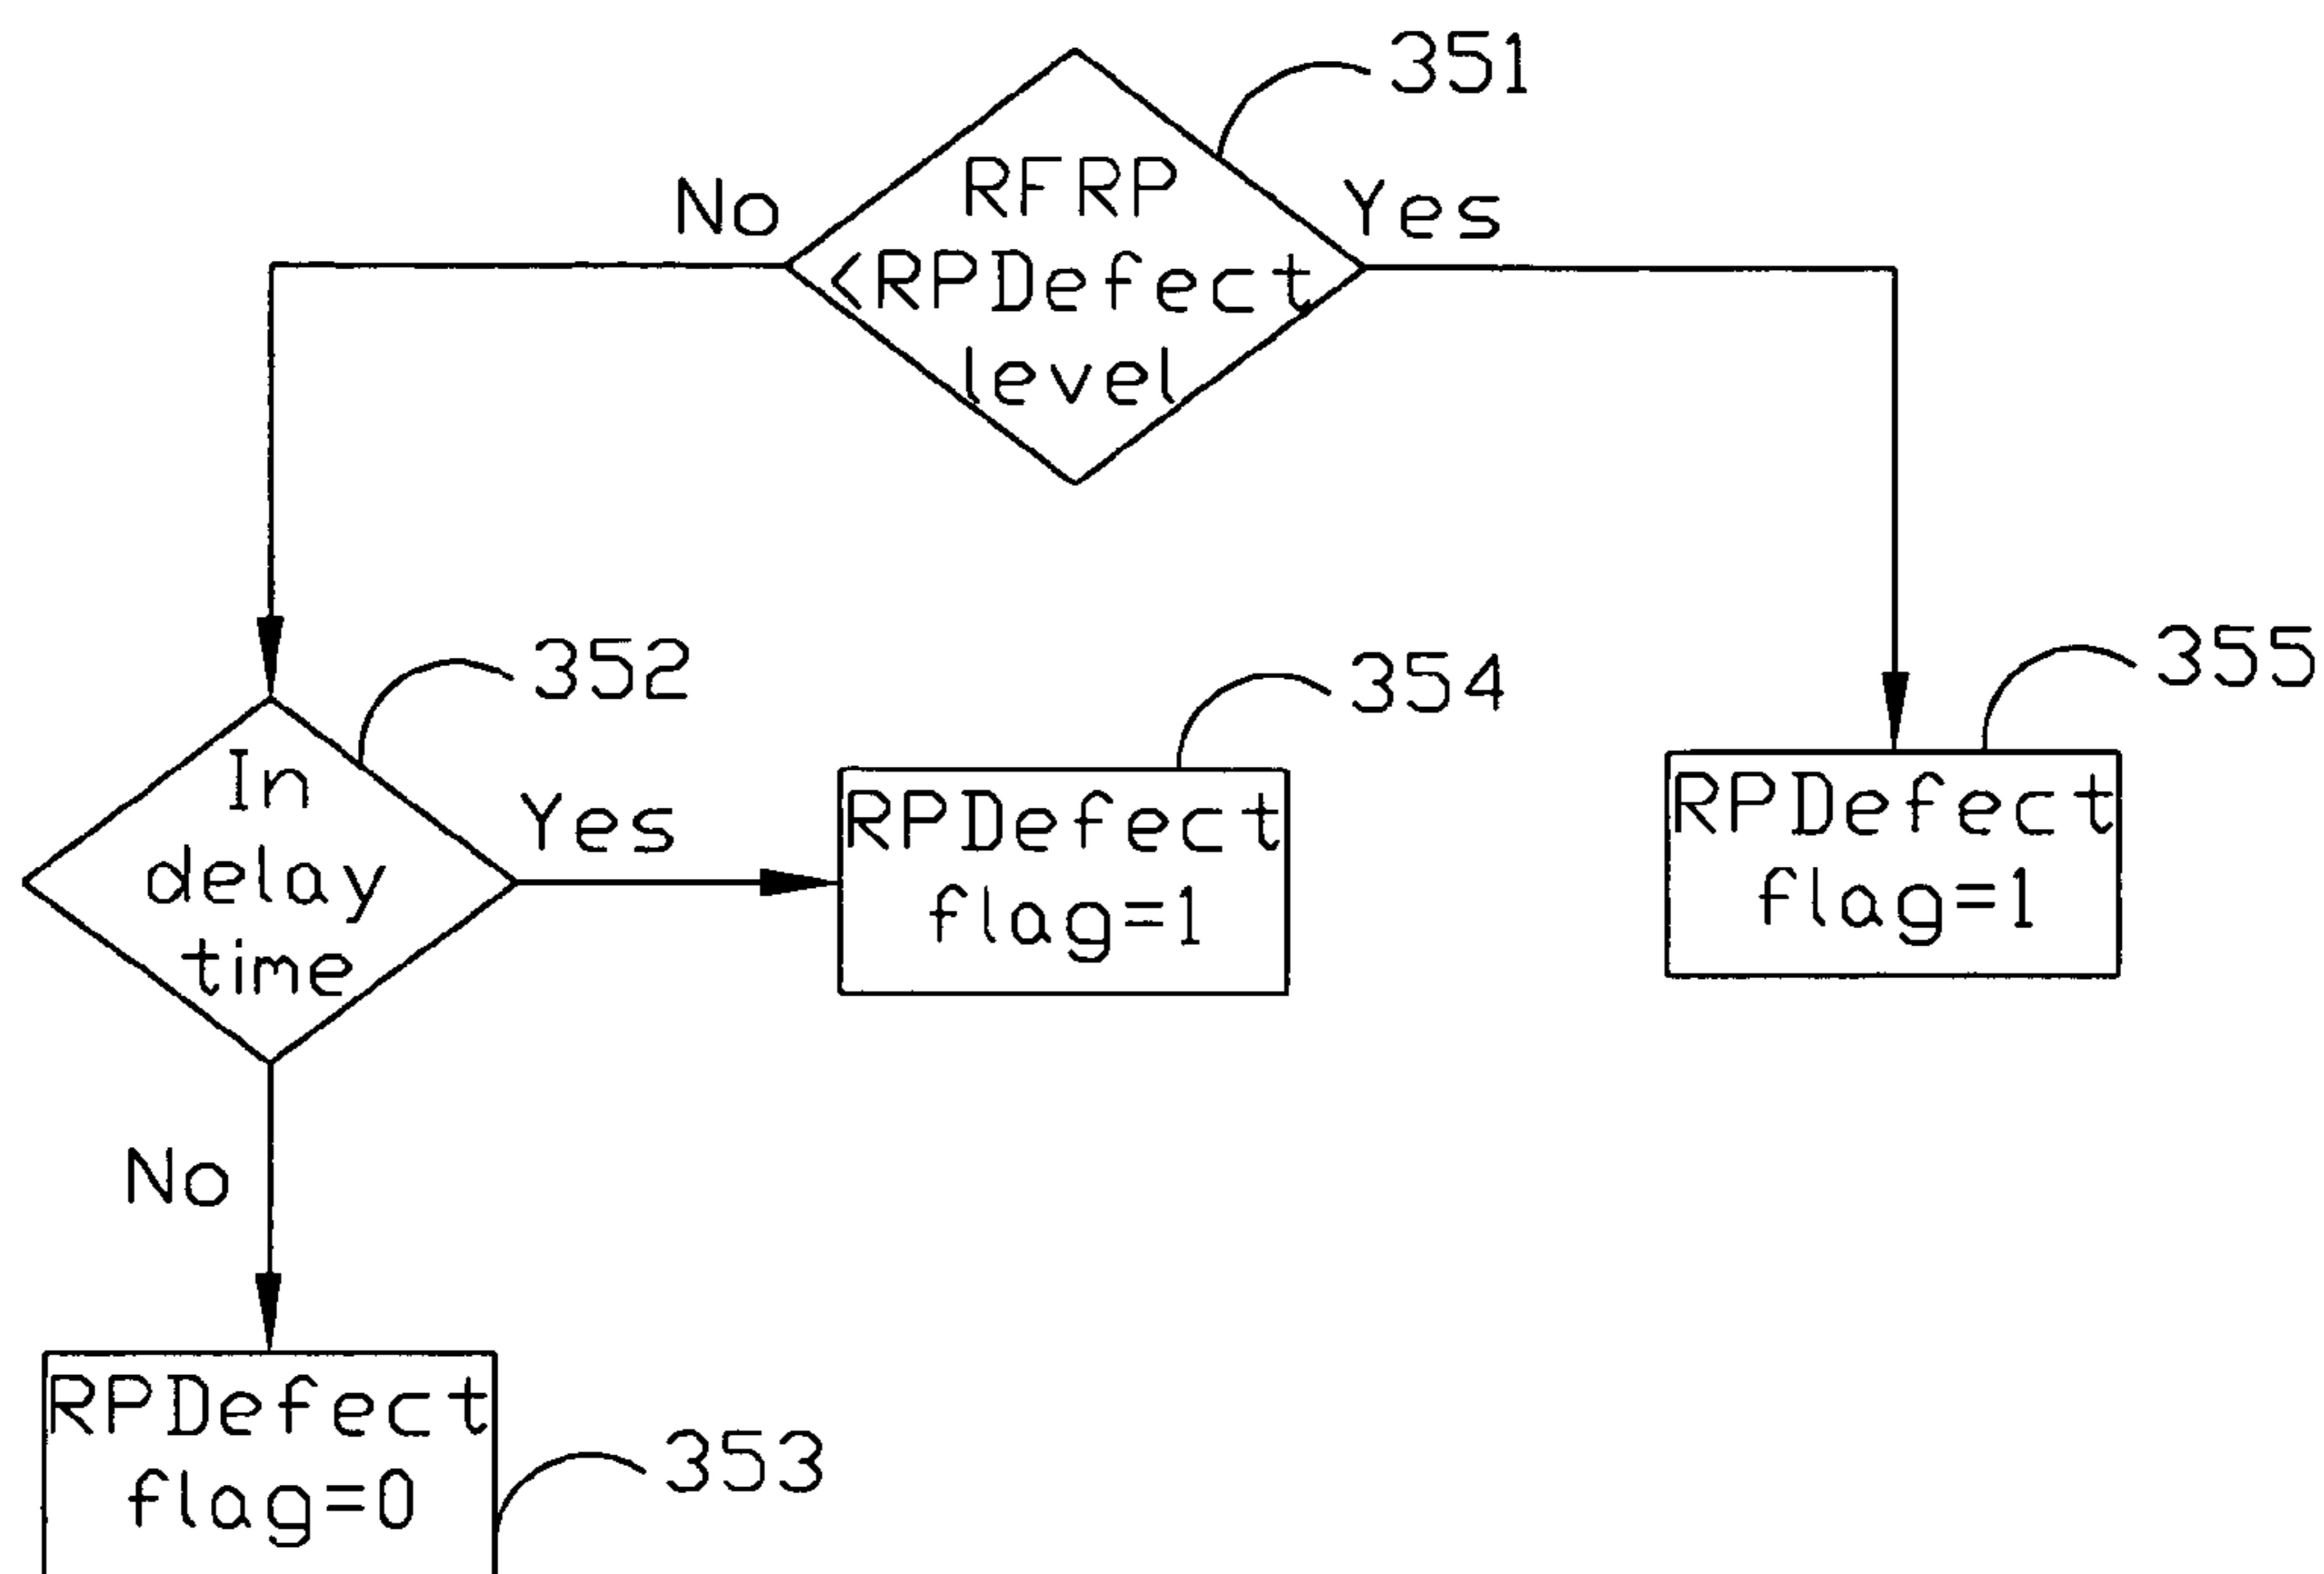 351
RFRP
<RPDefect
level
No
Yes
352
In
delay
time
Yes
No
354
RPDefect
flag=1
355
RPDefect
flag=1
RPDefect
flag=0
353